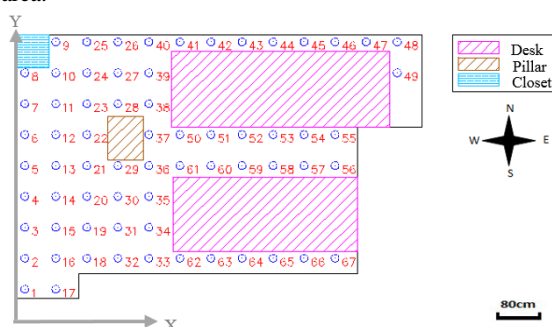 area.
Y
9 25 26 40 41 42 43 44 45 46 47 48
8 10 24 27 39 49
7 11 23 28 38
6 12 22 37 50 51 52 53 54 55
5 13 21 29 36 61 60 59 58 57 56
4 14 20 30 35
3 15 19 31 34
2 16 18 32 33 62 63 64 65 66 67
1 17
X
Desk
Pillar
Closet
N
W E
S
80cm